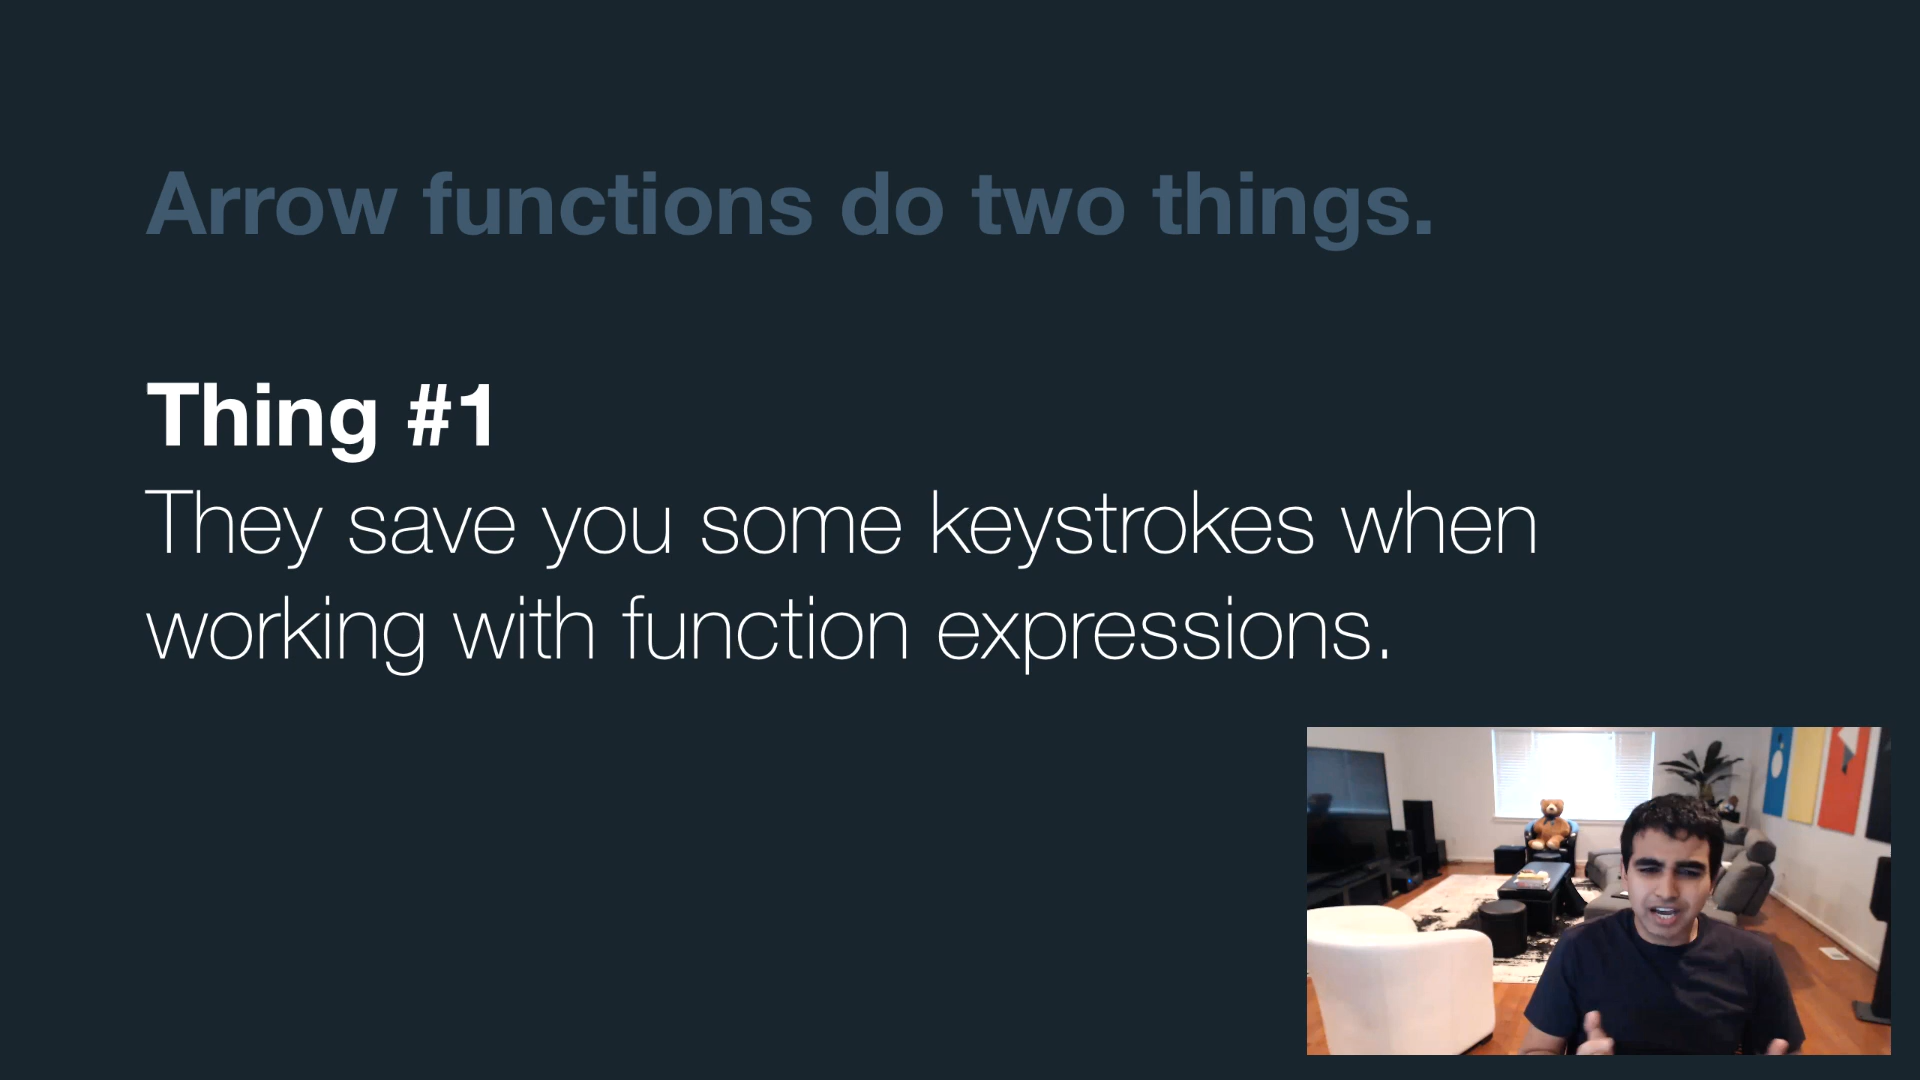 Arrow functions do two things.
Thing #1
They save you some keystrokes when
working with function expressions.